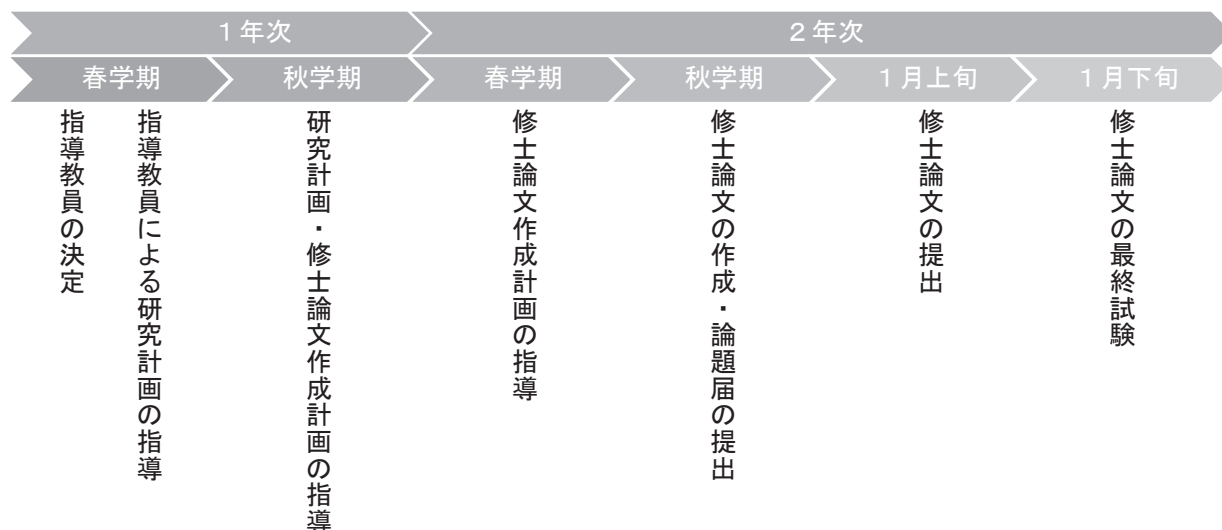 1年次
2年次
春学期
秋学期
春学期
秋学期
1月上旬
1月下旬
指導教員の決定
指導教員による研究計画の指導
研究計画・修士論文作成計画の指導
修士論文作成計画の指導
修士論文の作成・論題届の提出
修士論文の提出
修士論文の最終試験